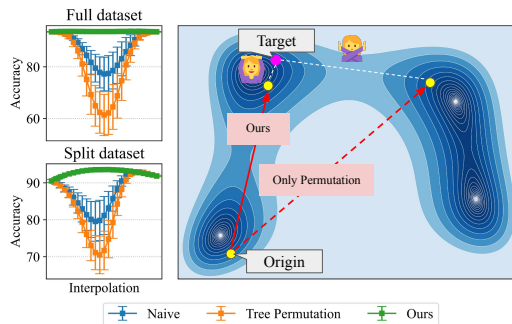 Full dataset
Accuracy
80
60
Split dataset
Accuracy
90
80
70
Interpolation
Target
Ours
Only Permutation
Origin
Naive
Tree Permutation
Ours